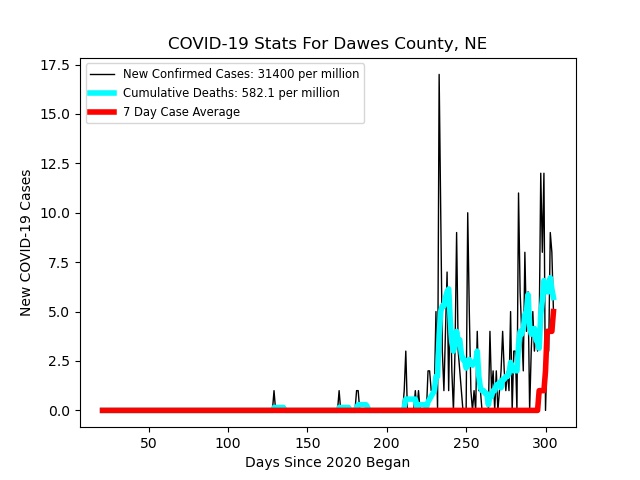 COVID-19 Stats For Dawes County, NE
17.5
15.0
12.5
10.0
7.5
5.0
2.5
0.0
New COVID-19 Cases
New Confirmed Cases: 31400 per million
Cumulative Deaths: 582.1 per million
7 Day Case Average
50 100 150 200 250 300
Days Since 2020 Began